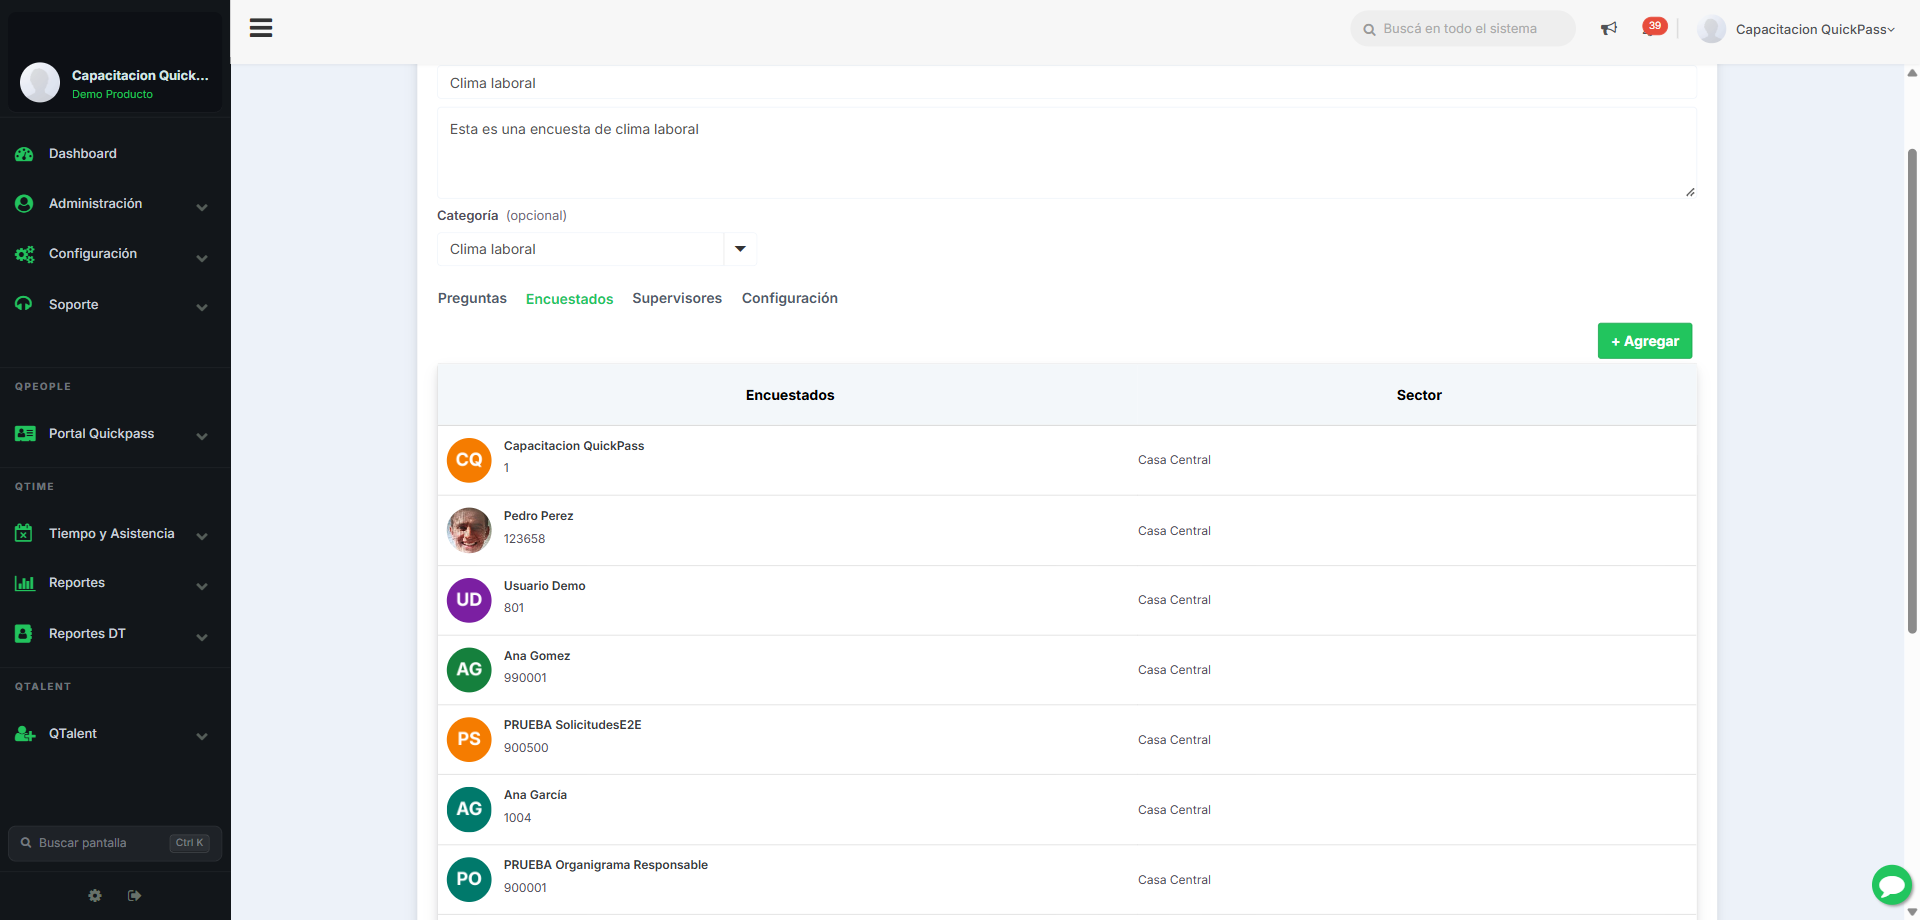 Capacitacion Quick...
Demo Producto
Dashboard
Administración
Configuración
Soporte
QPEOPLE
Portal Quickpass
QTIME
Tiempo y Asistencia
Reportes
Reportes DT
QTALENT
QTalent
Buscar pantalla
Ctrl K
Buscá en todo el sistema
39
Capacitacion QuickPass
Clima laboral
Esta es una encuesta de clima laboral
Categoría (opcional)
Clima laboral
Preguntas Encuestados Supervisores Configuración
+ Agregar
Encuestados Sector
CQ
Capacitacion QuickPass
1
Casa Central
Pedro Perez
123658
Casa Central
UD
Usuario Demo
801
Casa Central
AG
Ana Gomez
990001
Casa Central
PS
PRUEBA SolicitudesE2E
900500
Casa Central
AG
Ana García
1004
Casa Central
PO
PRUEBA Organigrama Responsable
900001
Casa Central